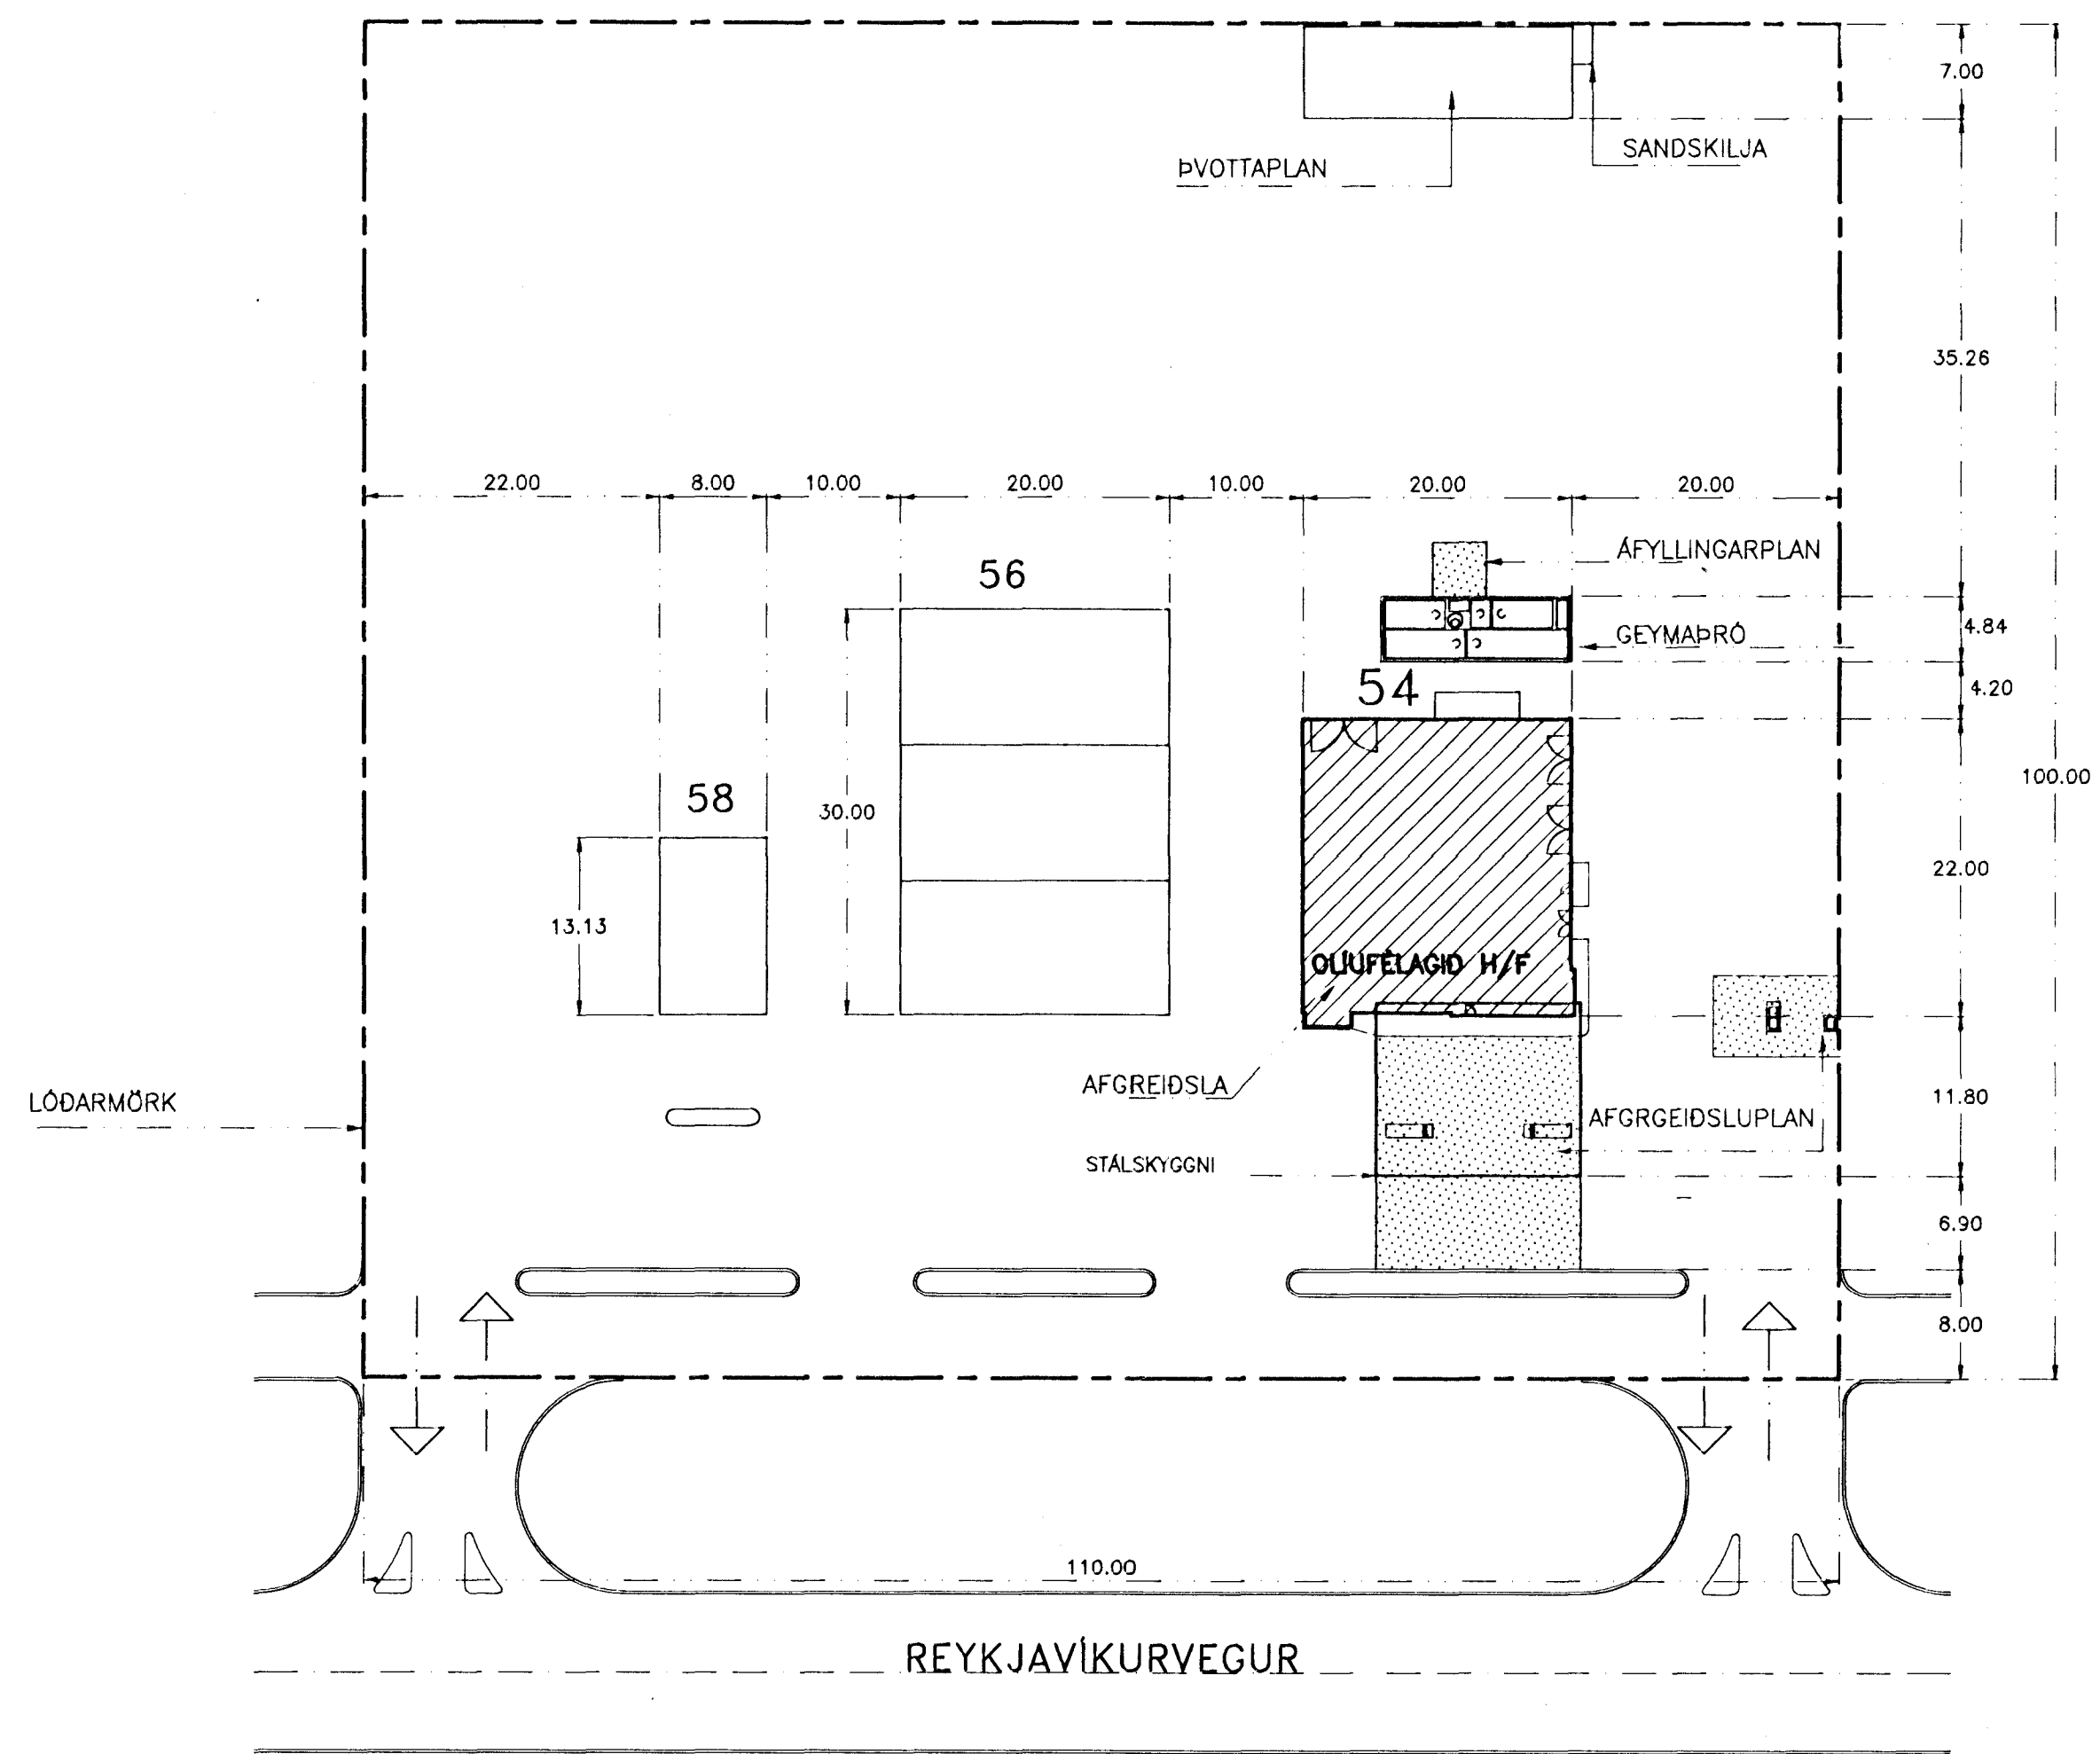 7.00
SANDSKILJA
ÞVOTTAPLAN
35.26
22.00
8.00
10.00
20.00
10.00
20.00
20.00
ÁFYLLINGARPLAN
56
4.84
GEYMAÞRÓ
54
4.20
100.00
58
30.00
22.00
13.13
OLÍUFÉLAGIÐ H/F
AFGREIÐSLA
11.80
LÓÐARMÖRK
AFGRGEIÐSLUPLAN
STÁLSKYGGNI
6.90
8.00
110.00
REYKJAVÍKURVEGUR